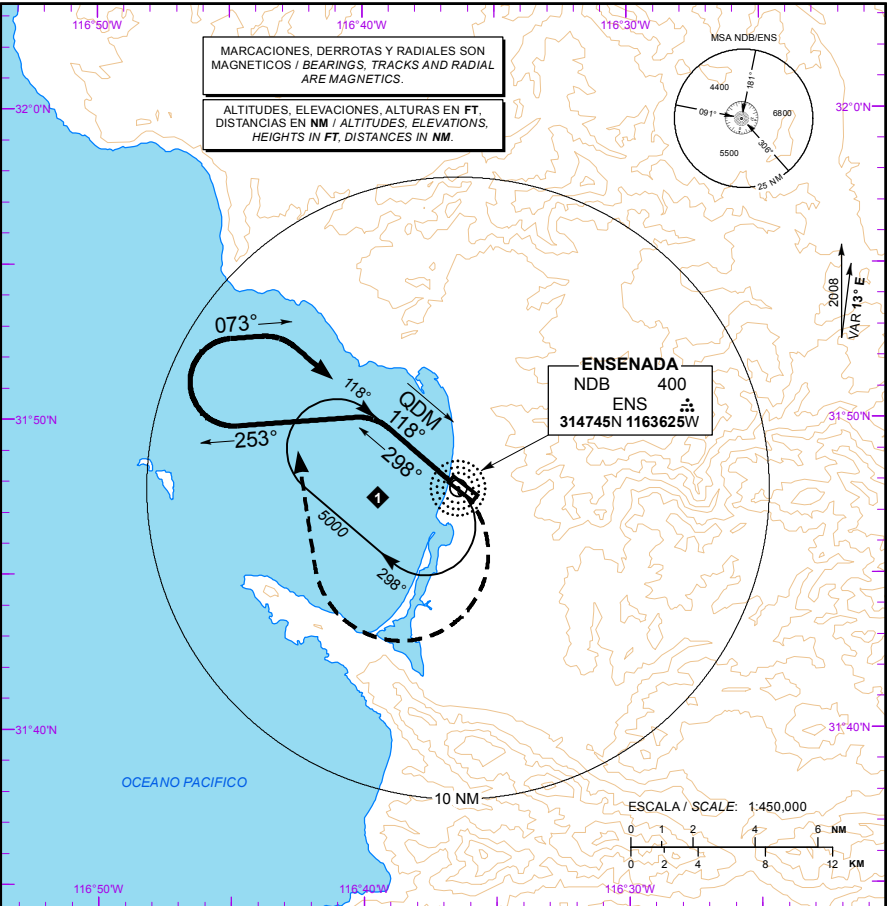 116°50'W
116°40'W
116°30'W
MARCACIONES, DERROTAS Y RADIALES SON
MAGNETICOS / BEARINGS, TRACKS AND RADIAL
ARE MAGNETICS.
ALTITUDES, ELEVACIONES, ALTURAS EN FT,
DISTANCIAS EN NM / ALTITUDES, ELEVATIONS,
HEIGHTS IN FT, DISTANCES IN NM.
MSA NDB/ENS
4400
181°
091°
6800
306°
5500
25 NM
32°0'N
32°0'N
2008
VAR 13° E
073°
118°
QDM
118°
253°
298°
ENSENADA
NDB 400
ENS
314745N 1163625W
31°50'N
31°50'N
1
5000
298°
31°40'N
31°40'N
OCEANO PACIFICO
10 NM
ESCALA / SCALE: 1:450,000
0 1 2 4 6 NM
0 2 4 8 12 KM
116°50'W
116°40'W
116°30'W